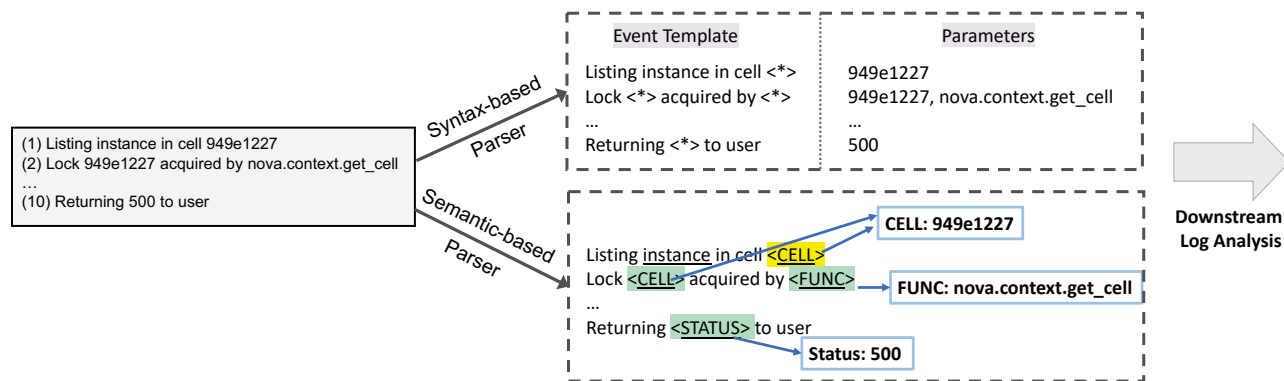 (1) Listing instance in cell 949e1227
(2) Lock 949e1227 acquired by nova.context.get_cell
…
(10) Returning 500 to user
Syntax-based
Parser
Semantic-based
Parser
Event Template
Parameters
Listing instance in cell <*>
949e1227
Lock <*> acquired by <*>
949e1227, nova.context.get_cell
…
…
Returning <*> to user
500
CELL: 949e1227
Listing instance in cell <CELL>
Lock <CELL> acquired by <FUNC>
FUNC: nova.context.get_cell
…
Returning <STATUS> to user
Status: 500
Downstream
Log Analysis